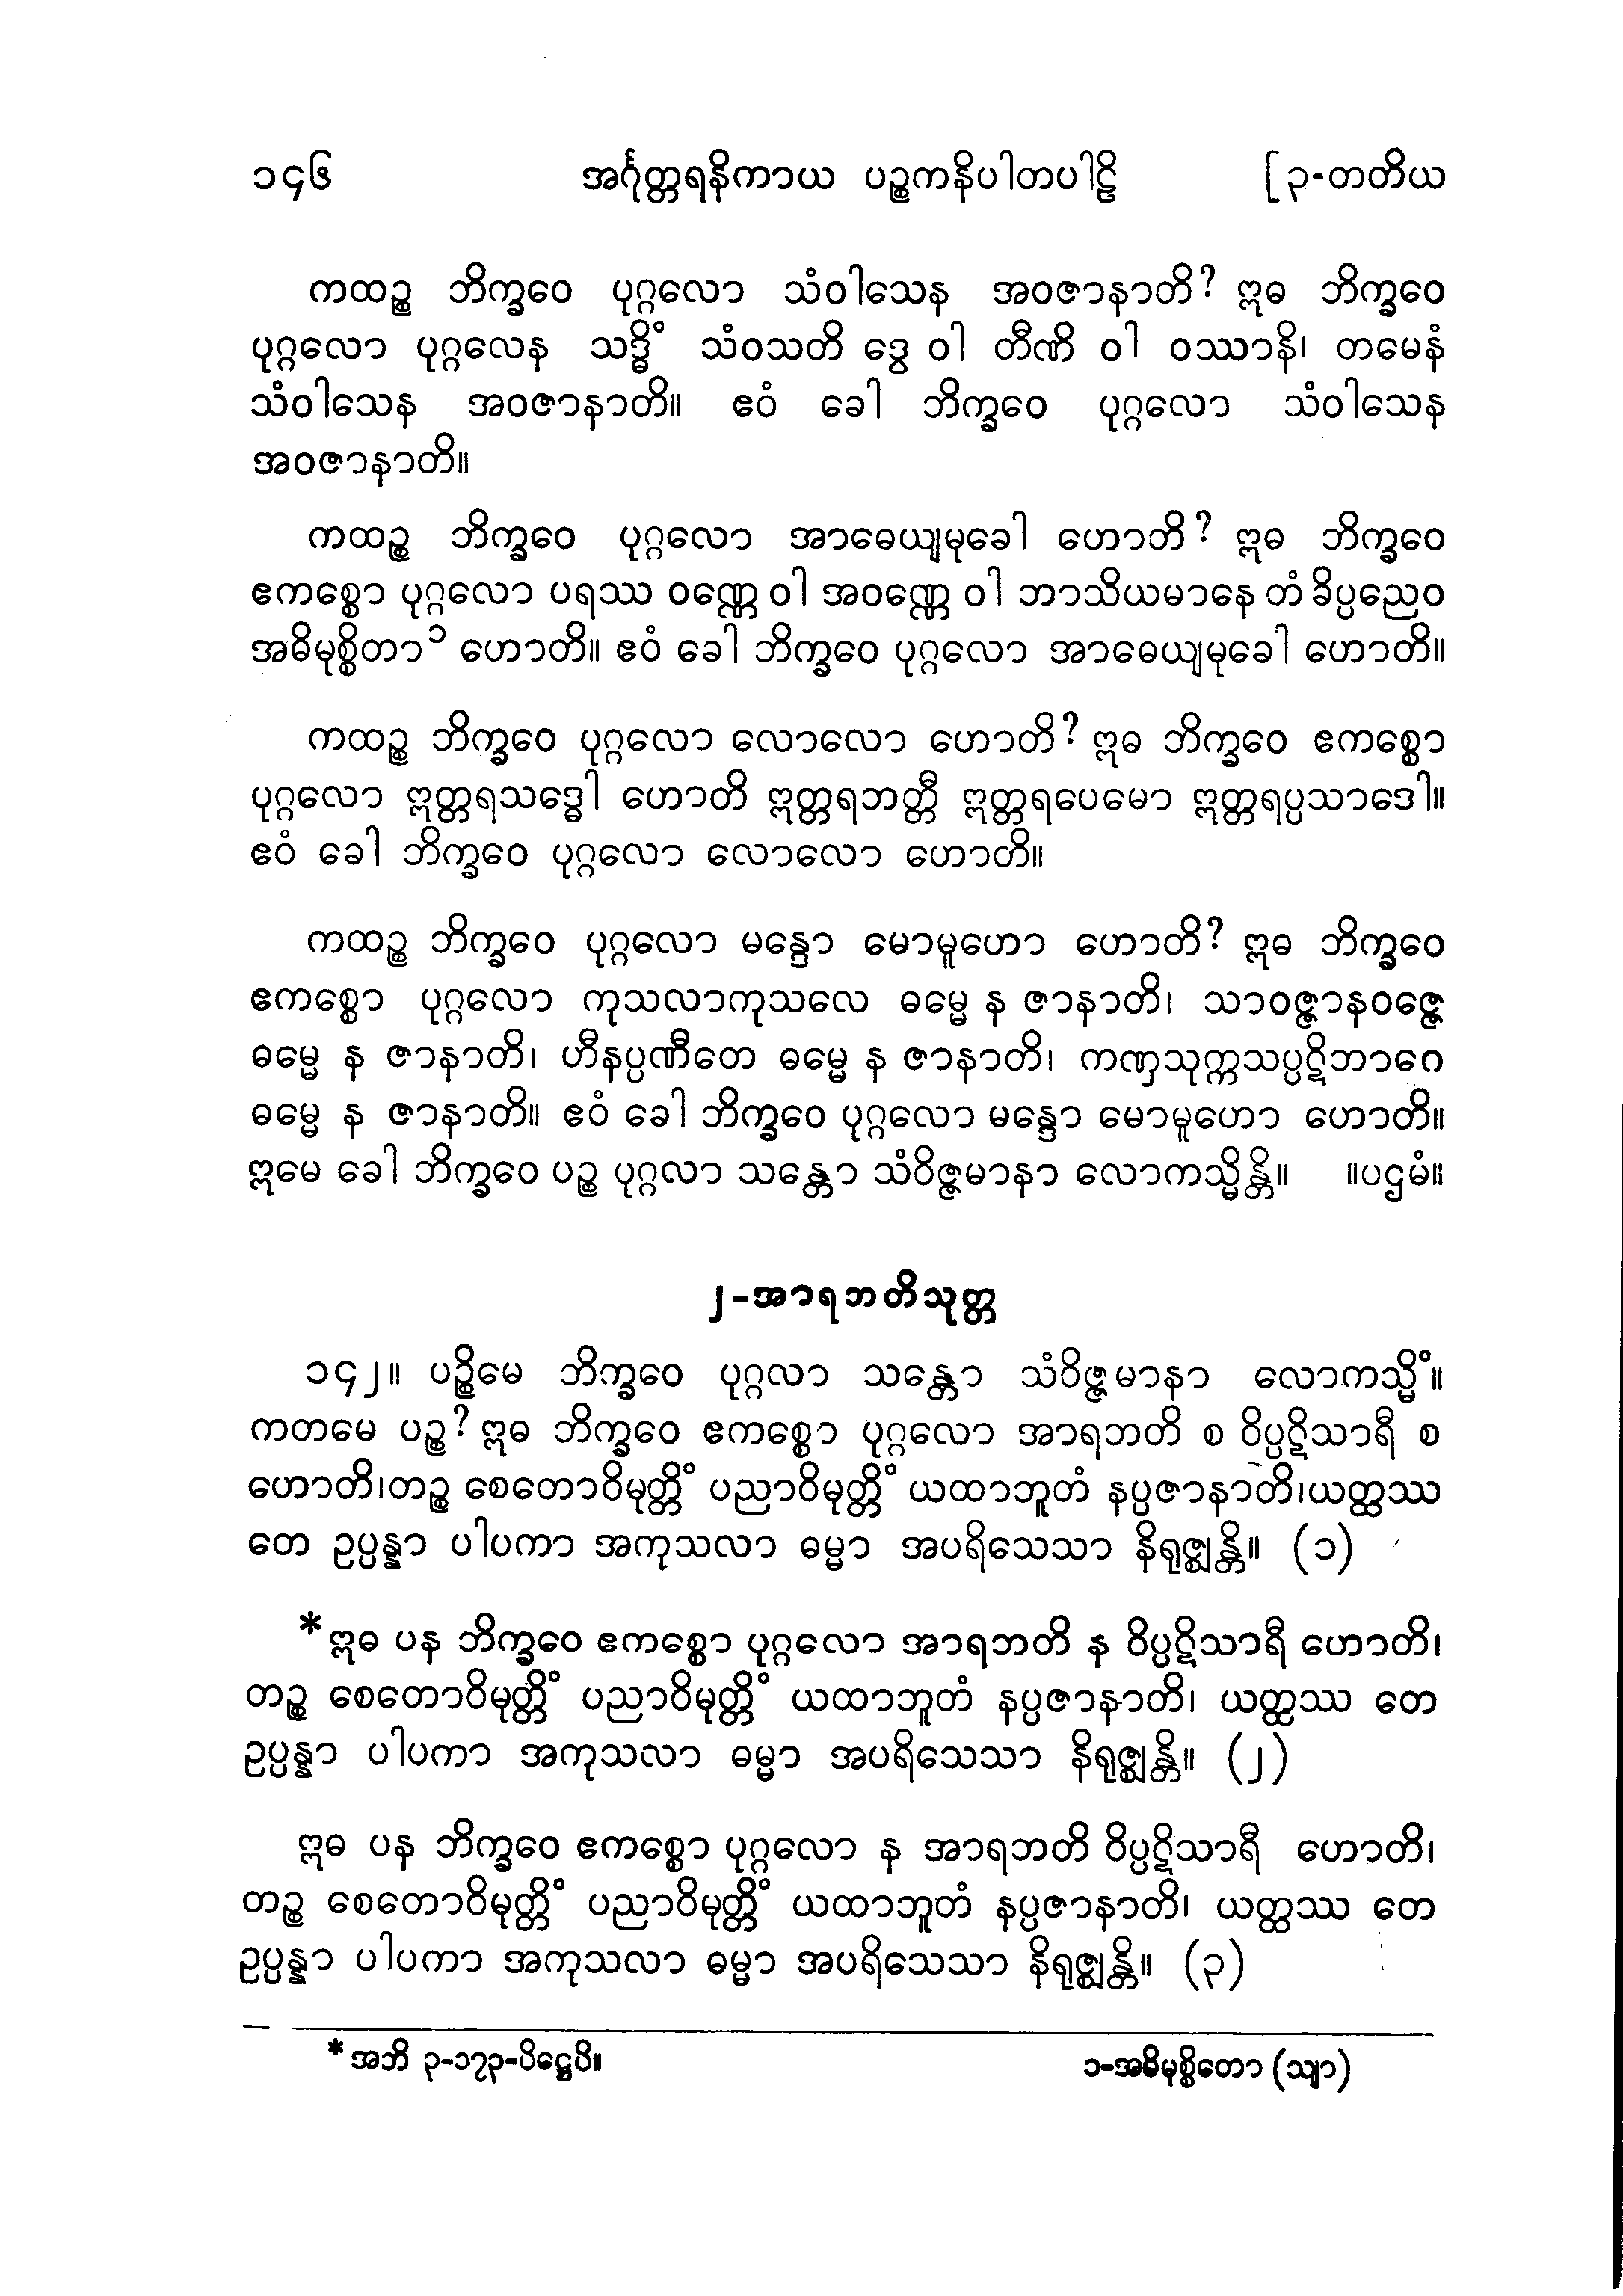 ၁၄၆ အင်္ဂုတ္တရနိကာယ ပဉ္စကနိပါတပါဠိ [၃-တတိယ
ကထဉ္စ ဘိက္ခဝေ ပုဂ္ဂလော သံဝါသေန အဝဇာနာတိ? ဣဓ ဘိက္ခဝေ
ပုဂ္ဂလော ပုဂ္ဂလေန သဒ္ဓိံ သံဝသတိ ဒွေ ဝါ တီဏိ ဝါ ဝဿာနိ၊ တမေနံ
သံဝါသေန အဝဇာနာတိ။ ဧဝံ ခေါ ဘိက္ခဝေ ပုဂ္ဂလော သံဝါသေန
အဝဇာနာတိ။
ကထဉ္စ ဘိက္ခဝေ ပုဂ္ဂလော အာဓေယျမုခေါ ဟောတိ? ဣဓ ဘိက္ခဝေ
ဧကစ္စော ပုဂ္ဂလော ပရဿ ဝဏ္ဏေ ဝါ အဝဏ္ဏေ ဝါ ဘာသိယမာနေ တံ ခိပ္ပညေဝ
အဓိမုစ္စိတာ၁ ဟောတိ။ ဧဝံ ခေါ ဘိက္ခဝေ ပုဂ္ဂလော အာဓေယျမုခေါ ဟောတိ။
ကထဉ္စ ဘိက္ခဝေ ပုဂ္ဂလော လောလော ဟောတိ? ဣဓ ဘိက္ခဝေ ဧကစ္စော
ပုဂ္ဂလော ဣတ္တရသဒ္ဓေါ ဟောတိ ဣတ္တရဘတ္တီ ဣတ္တရပေမော ဣတ္တရပ္ပသာဒေါ။
ဧဝံ ခေါ ဘိက္ခဝေ ပုဂ္ဂလော လောလော ဟောတိ။
ကထဉ္စ ဘိက္ခဝေ ပုဂ္ဂလော မန္ဒော မောမူဟော ဟောတိ? ဣဓ ဘိက္ခဝေ
ဧကစ္စော ပုဂ္ဂလော ကုသလာကုသလေ ဓမ္မေ န ဇာနာတိ၊ သာဝဇ္ဇာနဝဇ္ဇေ
ဓမ္မေ န ဇာနာတိ၊ ဟီနပ္ပဏီတေ ဓမ္မေ န ဇာနာတိ၊ ကဏှသုက္ကသပ္ပဋိဘာဂေ
ဓမ္မေ န ဇာနာတိ။ ဧဝံ ခေါ ဘိက္ခဝေ ပုဂ္ဂလော မန္ဒော မောမူဟော ဟောတိ။
ဣမေ ခေါ ဘိက္ခဝေ ပဉ္စ ပုဂ္ဂလာ သန္တော သံဝိဇ္ဇမာနာ လောကသ္မိန္တိ။ ။ပဌမံ။
၂-အာရဘတိသုတ္တ
၁၄၂။ ပဉ္စိမေ ဘိက္ခဝေ ပုဂ္ဂလာ သန္တော သံဝိဇ္ဇမာနာ လောကသ္မိံ။
ကတမေ ပဉ္စ? ဣဓ ဘိက္ခဝေ ဧကစ္စော ပုဂ္ဂလော အာရဘတိ စ ဝိပ္ပဋိသာရီ စ
ဟောတိ၊တဉ္စ စေတောဝိမုတ္တိံ ပညာဝိမုတ္တိံ ယထာဘူတံ နပ္ပဇာနာတိ၊ယတ္ထဿ
တေ ဥပ္ပန္နာ ပါပကာ အကုသလာ ဓမ္မာ အပရိသေသာ နိရုဇ္ဈန္တိ။ (၁)
*ဣဓ ပန ဘိက္ခဝေ ဧကစ္စော ပုဂ္ဂလော အာရဘတိ န ဝိပ္ပဋိသာရီ ဟောတိ၊
တဉ္စ စေတောဝိမုတ္တိံ ပညာဝိမုတ္တိံ ယထာဘူတံ နပ္ပဇာနာတိ၊ ယတ္ထဿ တေ
ဥပ္ပန္နာ ပါပကာ အကုသလာ ဓမ္မာ အပရိသေသာ နိရုဇ္ဈန္တိ။ (၂)
ဣဓ ပန ဘိက္ခဝေ ဧကစ္စော ပုဂ္ဂလော န အာရဘတိ ဝိပ္ပဋိသာရီ ဟောတိ၊
တဉ္စ စေတောဝိမုတ္တိံ ပညာဝိမုတ္တိံ ယထာဘူတံ နပ္ပဇာနာတိ၊ ယတ္ထဿ တေ
ဥပ္ပန္နာ ပါပကာ အကုသလာ ဓမ္မာ အပရိသေသာ နိရုဇ္ဈန္တိ။ (၃)
*အဘိ ၃-၁၇၃-ပိဋ္ဌေပိ။ ၁-အဓိမုစ္စိတော (သျာ)